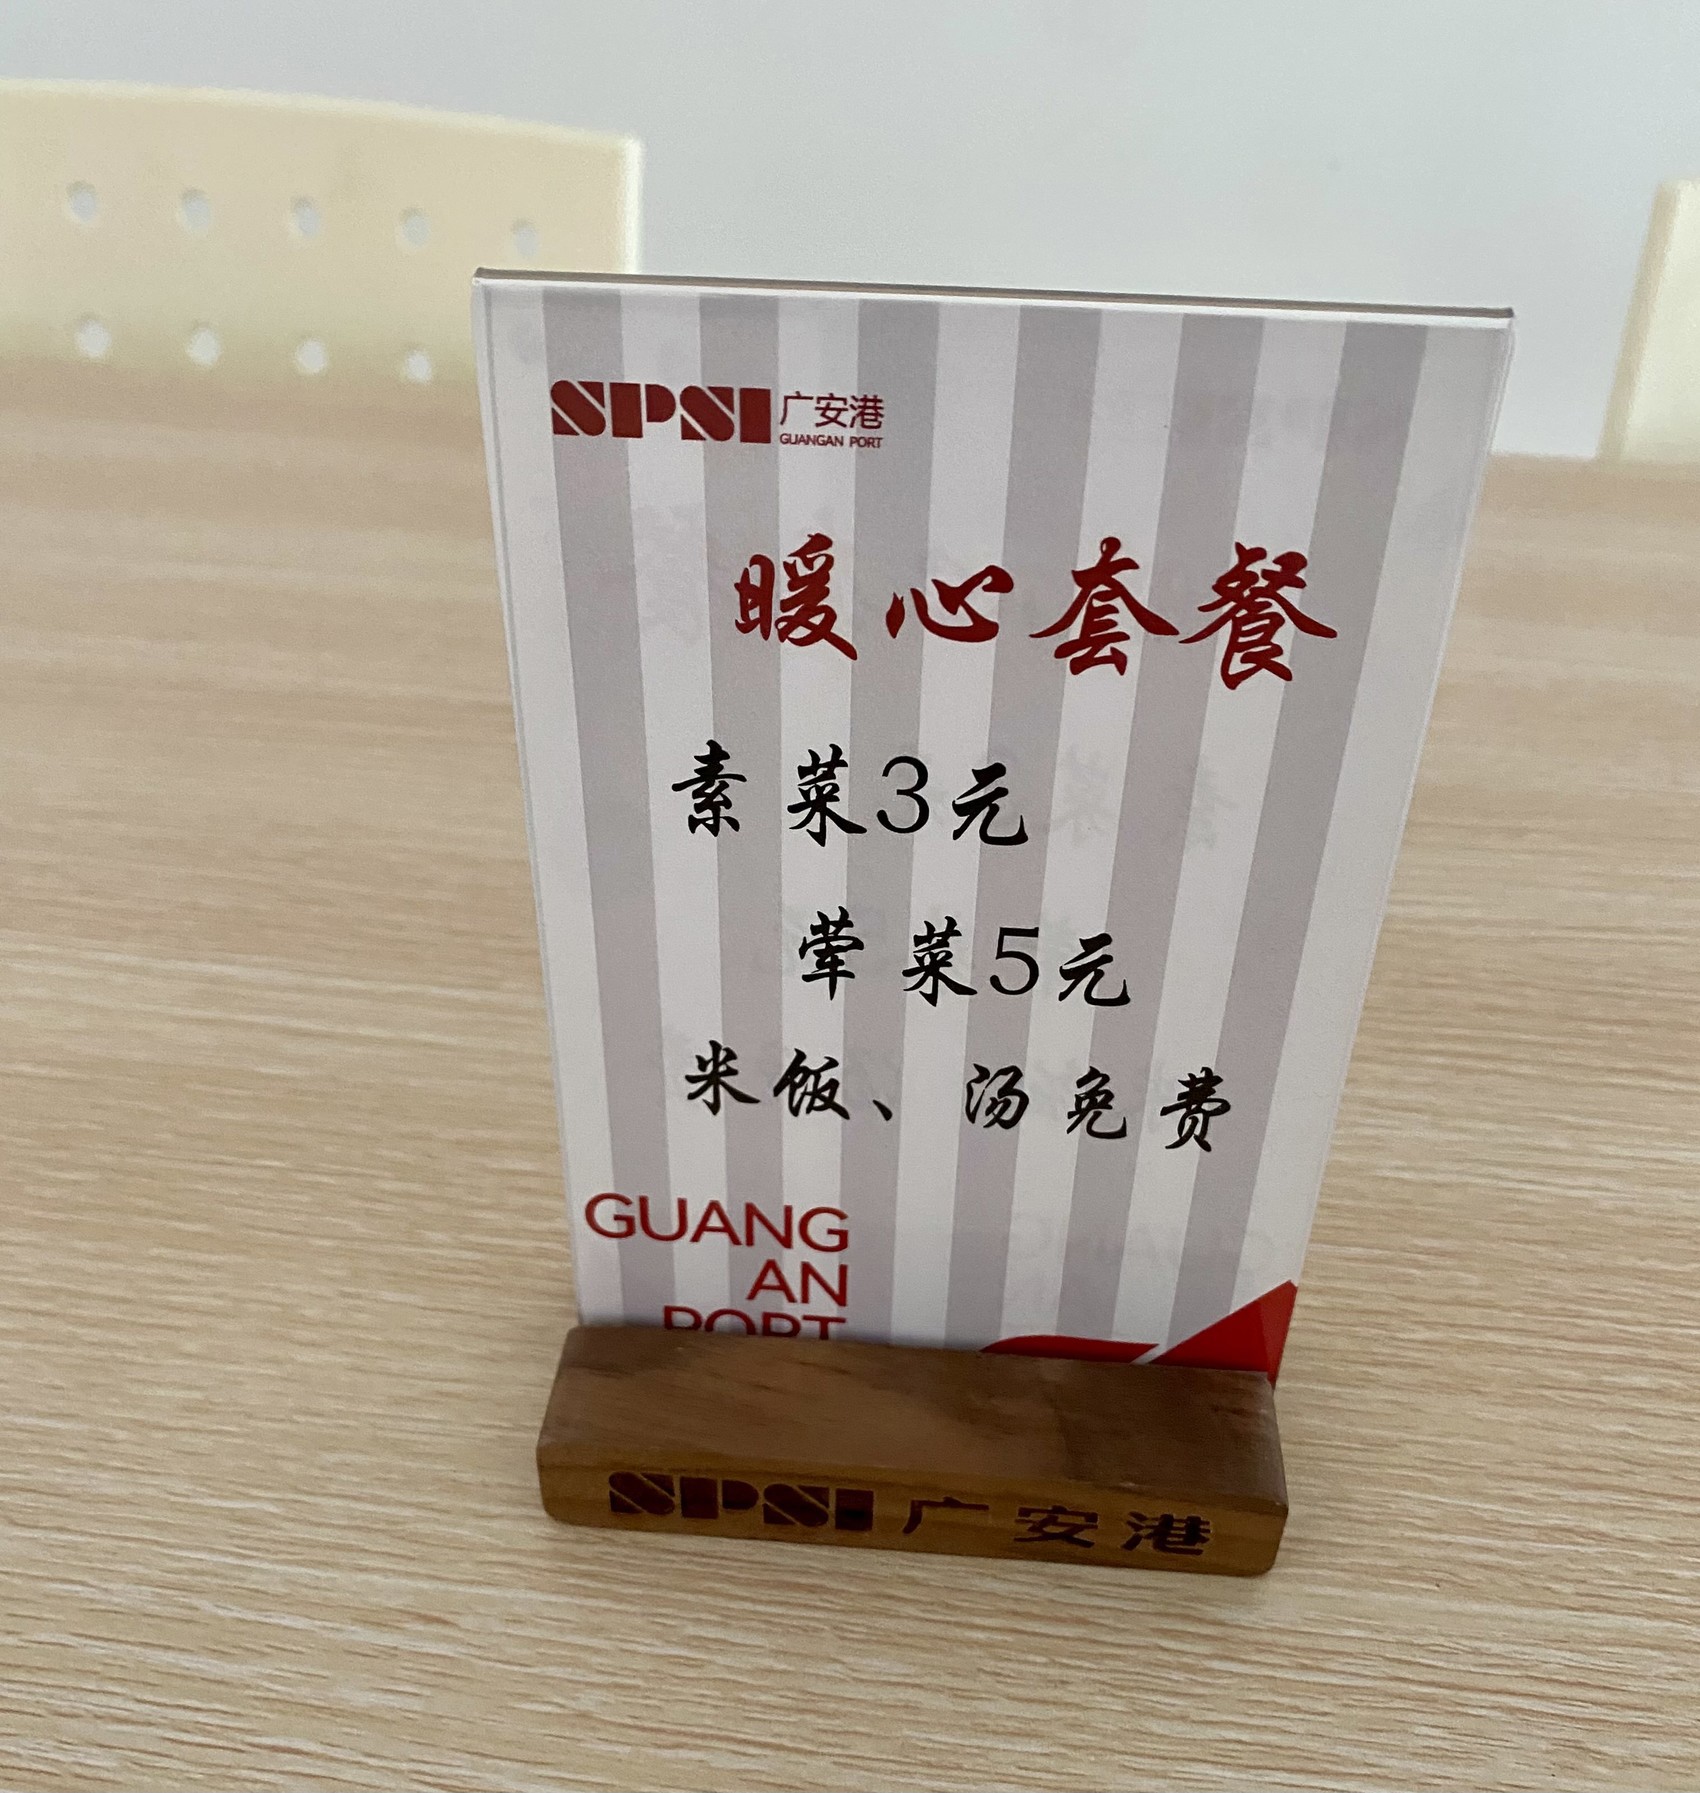 SPSI 广安港
GUANGAN PORT
暖心套餐
素菜3元
荤菜5元
米饭、汤免费
GUANG
AN
PORT
SPSI 广安港